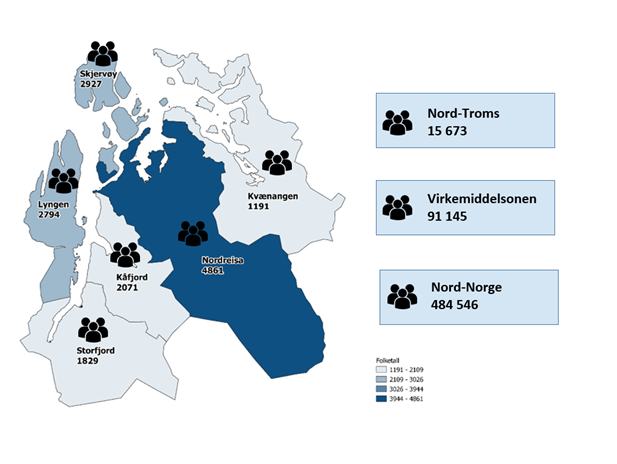 Skjervøy
2927
Lyngen
2794
Kvænangen
1191
Nordreisa
4861
Kåfjord
2071
Storfjord
1829
Nord-Troms
15 673
Virkemiddelsonen
91 145
Nord-Norge
484 546
Folketall
1191 - 2109
2109 - 3026
3026 - 3944
3944 - 4861